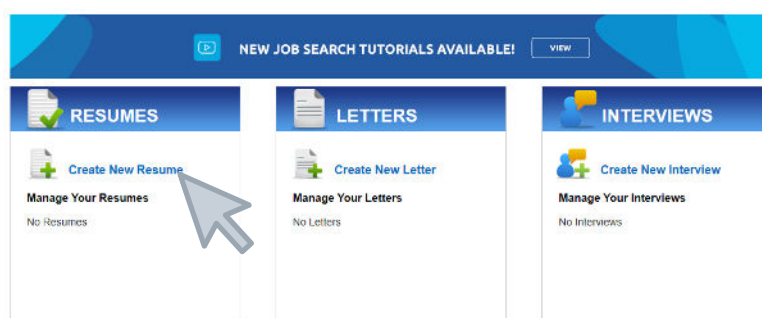 NEW JOB SEARCH TUTORIALS AVAILABLE! VIEW
RESUMES
Create New Resume
Manage Your Resumes
No Resumes
LETTERS
Create New Letter
Manage Your Letters
No Letters
INTERVIEWS
Create New Interview
Manage Your Interviews
No Interviews